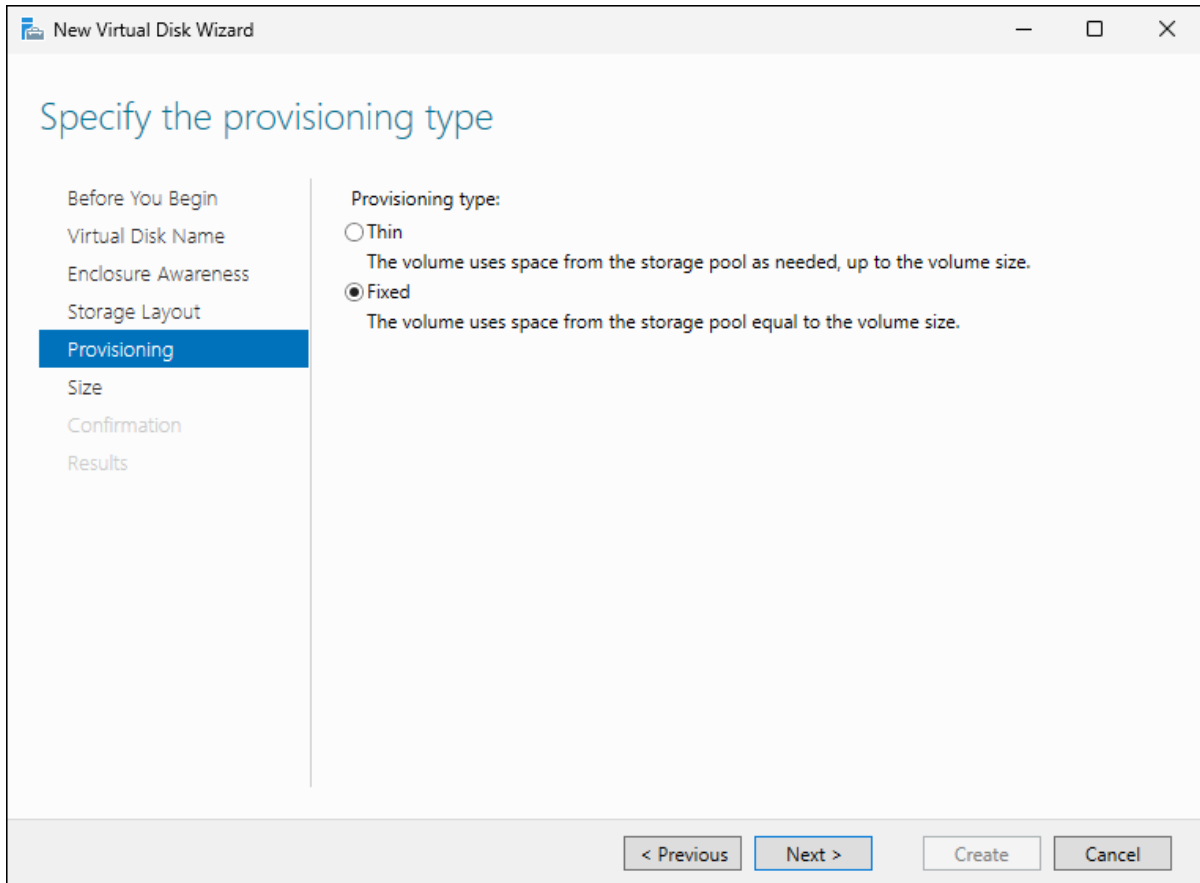 New Virtual Disk Wizard
Specify the provisioning type
Before You Begin
Virtual Disk Name
Enclosure Awareness
Storage Layout
Provisioning
Size
Confirmation
Results
Provisioning type:
Thin
The volume uses space from the storage pool as needed, up to the volume size.
Fixed
The volume uses space from the storage pool equal to the volume size.
< Previous
Next >
Create
Cancel